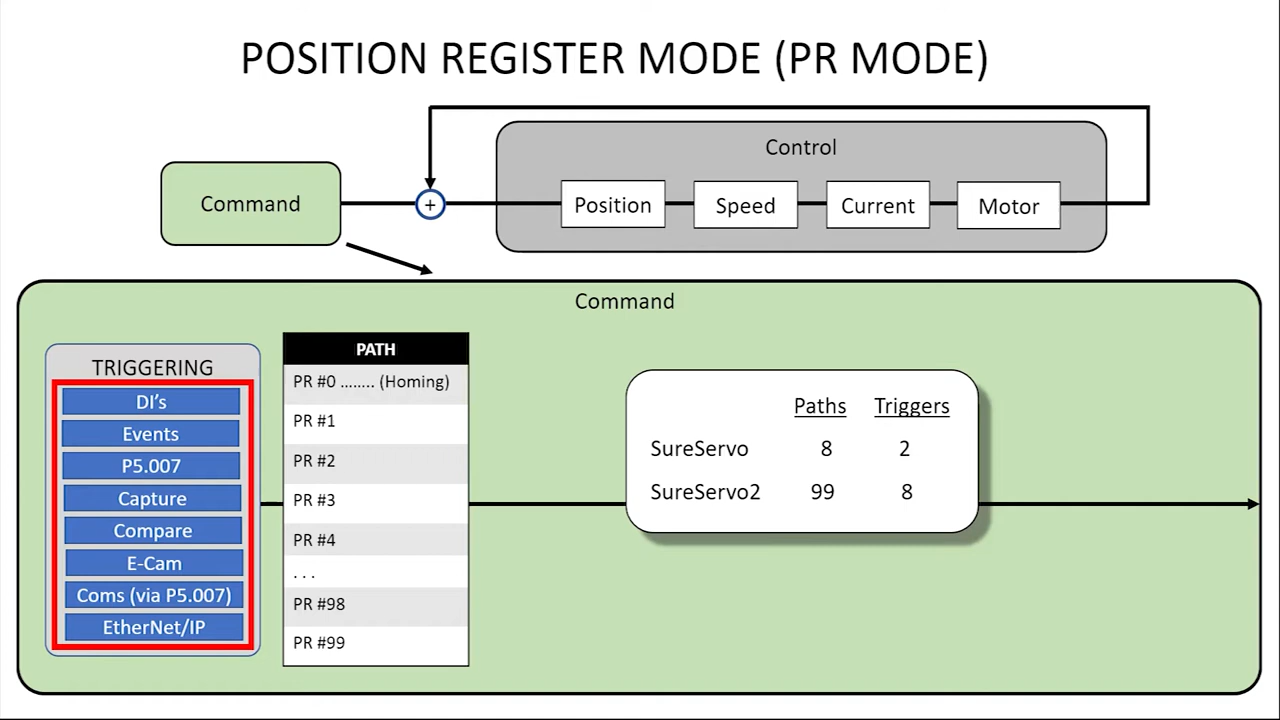 POSITION REGISTER MODE (PR MODE)
Control
Command
+
Position
Speed
Current
Motor
Command
TRIGGERING
DI's
Events
P5.007
Capture
Compare
E-Cam
Coms (via P5.007)
EtherNet/IP
PATH
PR #0 ........ (Homing)
PR #1
PR #2
PR #3
PR #4
. . .
PR #98
PR #99
Paths Triggers
SureServo 8 2
SureServo2 99 8